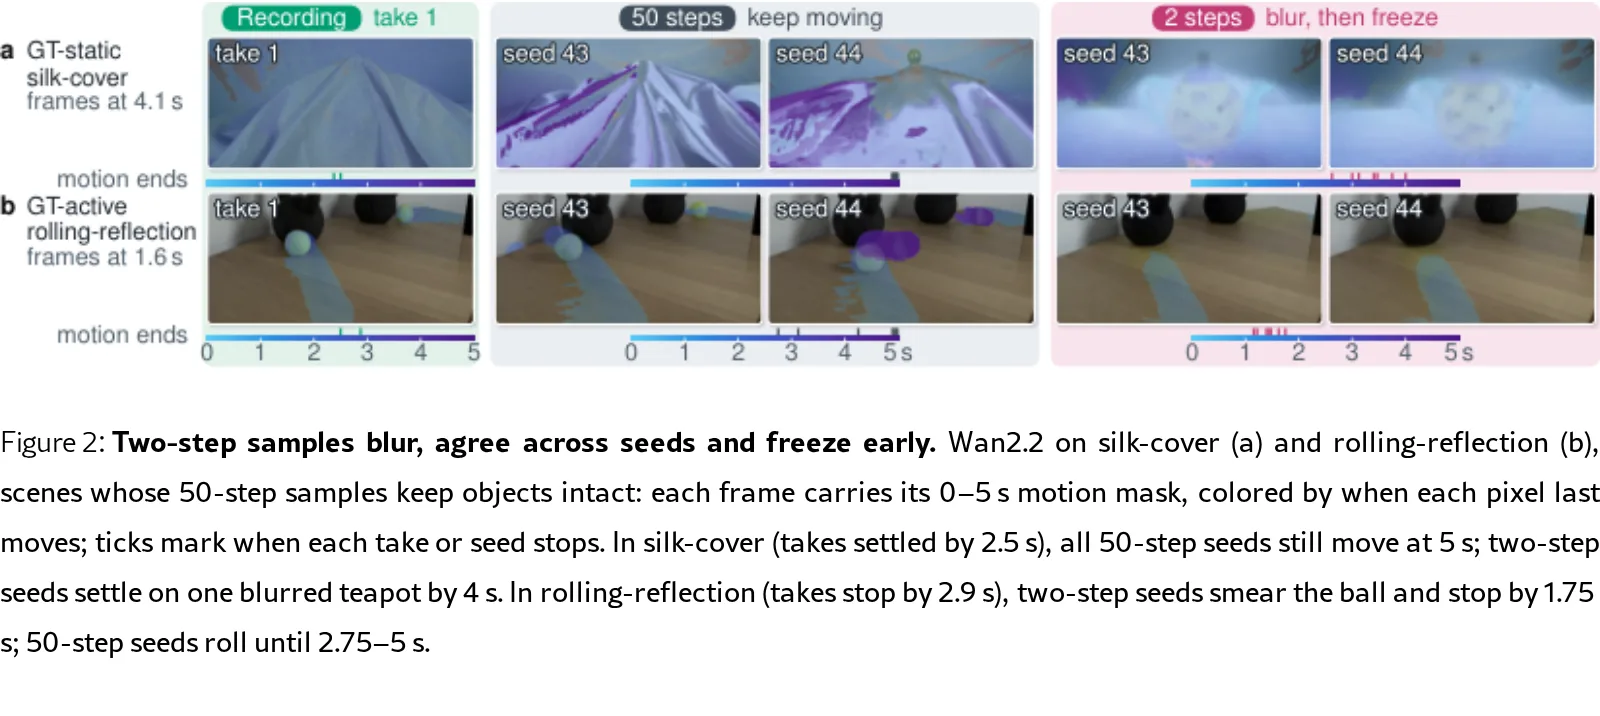 Recording take 1
50 steps keep moving
2 steps blur, then freeze
a GT-static
silk-cover
frames at 4.1 s
take 1
seed 43
seed 44
seed 43
seed 44
motion ends
b GT-active
rolling-reflection
frames at 1.6 s
take 1
seed 43
seed 44
seed 43
seed 44
motion ends
0 1 2 3 4 5
0 1 2 3 4 5 s
0 1 2 3 4 5 s
Figure 2: Two-step samples blur, agree across seeds and freeze early. Wan2.2 on silk-cover (a) and rolling-reflection (b),
scenes whose 50-step samples keep objects intact: each frame carries its 0–5 s motion mask, colored by when each pixel last
moves; ticks mark when each take or seed stops. In silk-cover (takes settled by 2.5 s), all 50-step seeds still move at 5 s; two-step
seeds settle on one blurred teapot by 4 s. In rolling-reflection (takes stop by 2.9 s), two-step seeds smear the ball and stop by 1.75
s; 50-step seeds roll until 2.75–5 s.